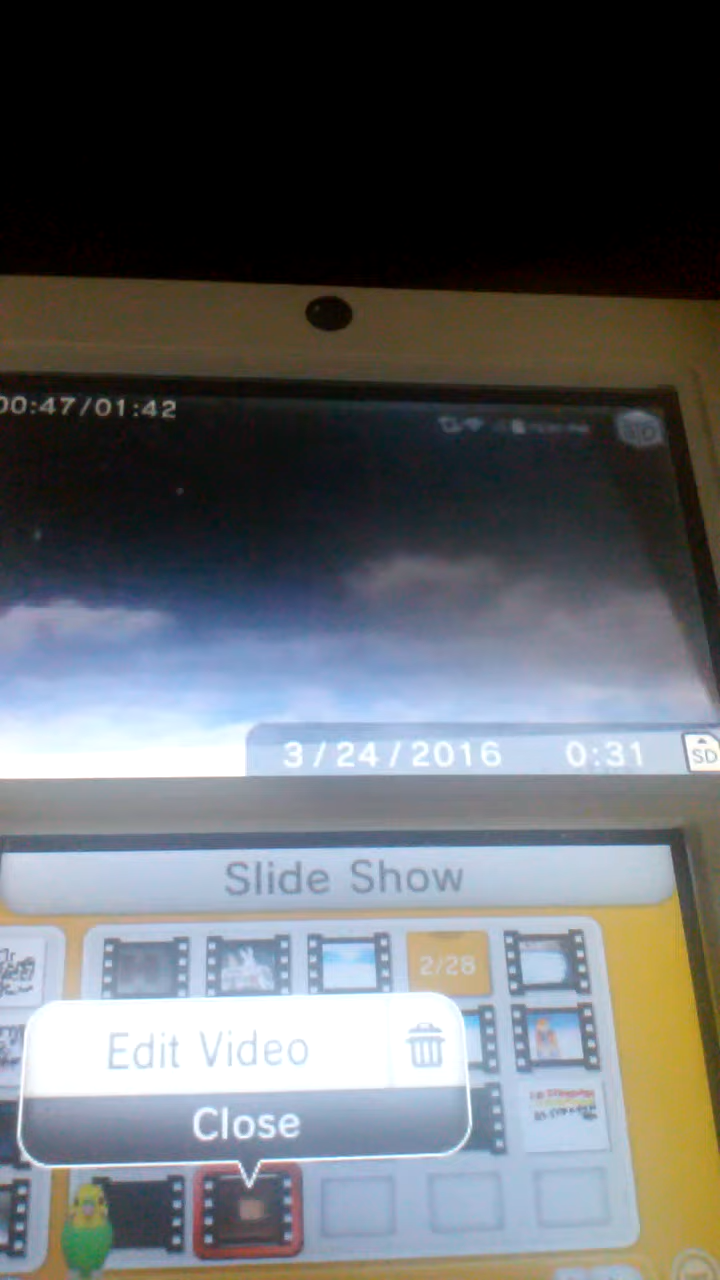 00:47/01:42
3D
3/24/2016 0:31
SD
Slide Show
2/28
Edit Video
Close